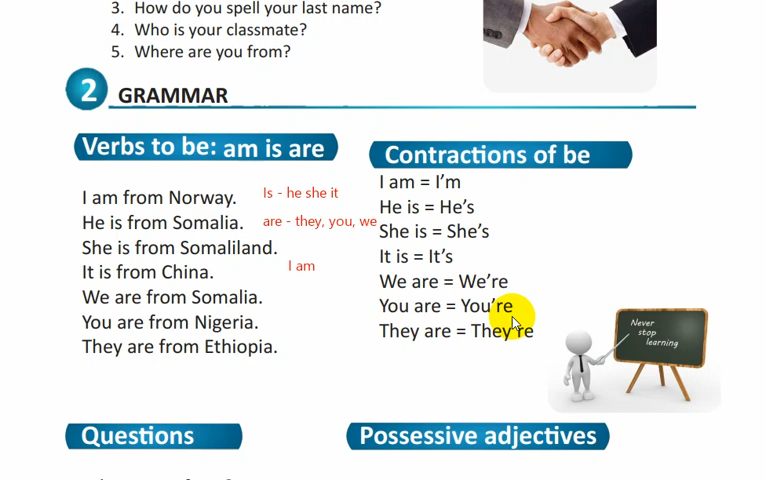 3. How do you spell your last name?
4. Who is your classmate?
5. Where are you from?
2 GRAMMAR
Verbs to be: am is are
I am from Norway.
He is from Somalia.
She is from Somaliland.
It is from China.
We are from Somalia.
You are from Nigeria.
They are from Ethiopia.
Is - he she it
are - they, you, we
I am
Contractions of be
I am = I'm
He is = He's
She is = She's
It is = It's
We are = We're
You are = You're
They are = They're
Never
stop
learning
Questions
Possessive adjectives